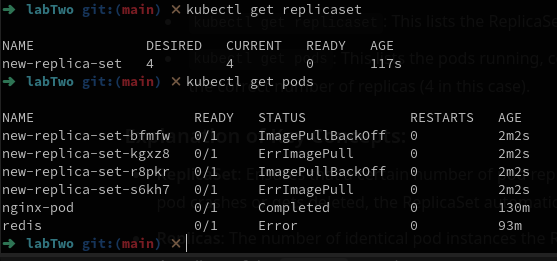 ➜ labTwo git:(main) ✕ kubectl get replicaset
NAME DESIRED CURRENT READY AGE
new-replica-set 4 4 0 117s
➜ labTwo git:(main) ✕ kubectl get pods
NAME READY STATUS RESTARTS AGE
new-replica-set-bfmfw 0/1 ImagePullBackOff 0 2m2s
new-replica-set-kgxz8 0/1 ErrImagePull 0 2m2s
new-replica-set-r8pkr 0/1 ImagePullBackOff 0 2m2s
new-replica-set-s6kh7 0/1 ErrImagePull 0 2m2s
nginx-pod 0/1 Completed 0 130m
redis 0/1 Error 0 93m
➜ labTwo git:(main) ✕